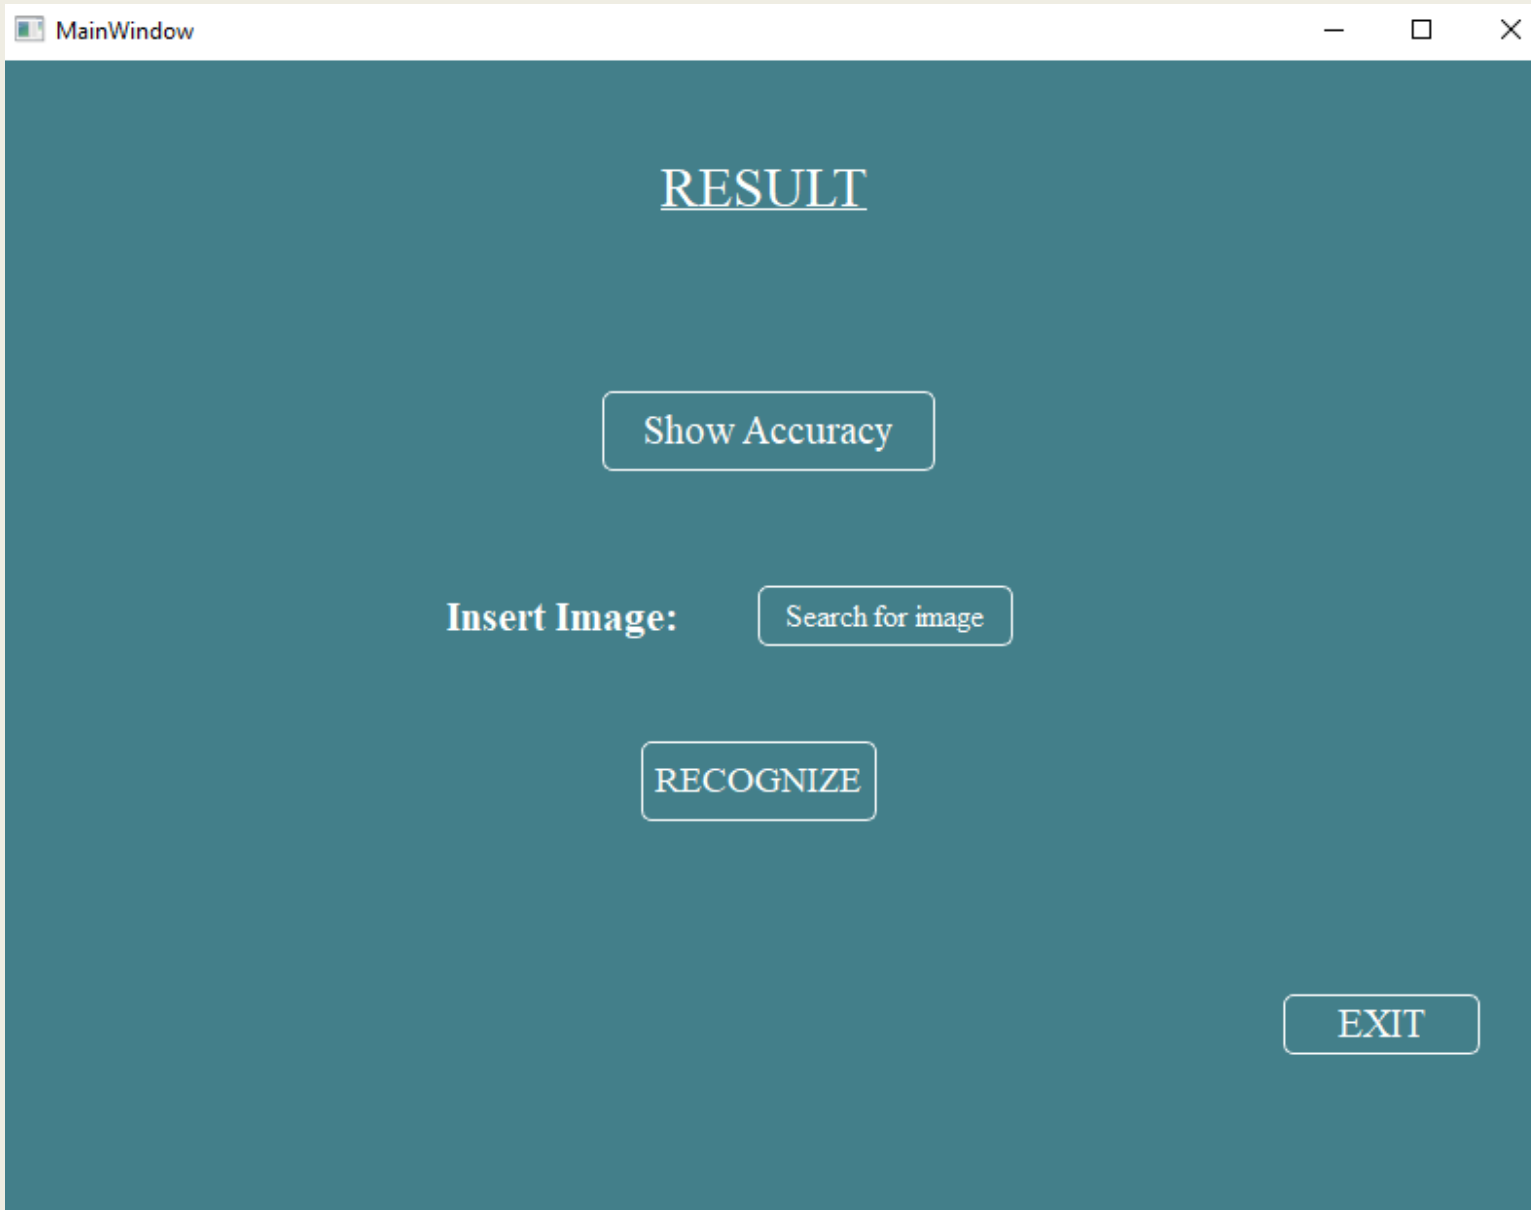 MainWindow
RESULT
Show Accuracy
Insert Image: Search for image
RECOGNIZE
EXIT